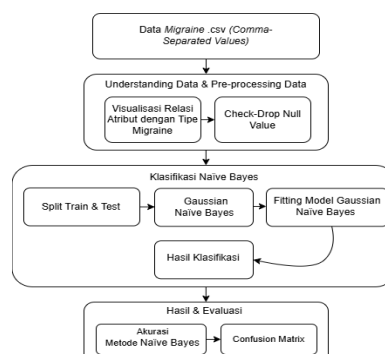 Data Migraine .csv (Comma-
Separated Values)
Understanding Data & Pre-processing Data
Visualisasi Relasi
Atribut dengan Tipe
Migraine
Check-Drop Null
Value
Klasifikasi Naïve Bayes
Split Train & Test
Gaussian
Naïve Bayes
Fitting Model Gaussian
Naïve Bayes
Hasil Klasifikasi
Hasil & Evaluasi
Akurasi
Metode Naïve Bayes
Confusion Matrix